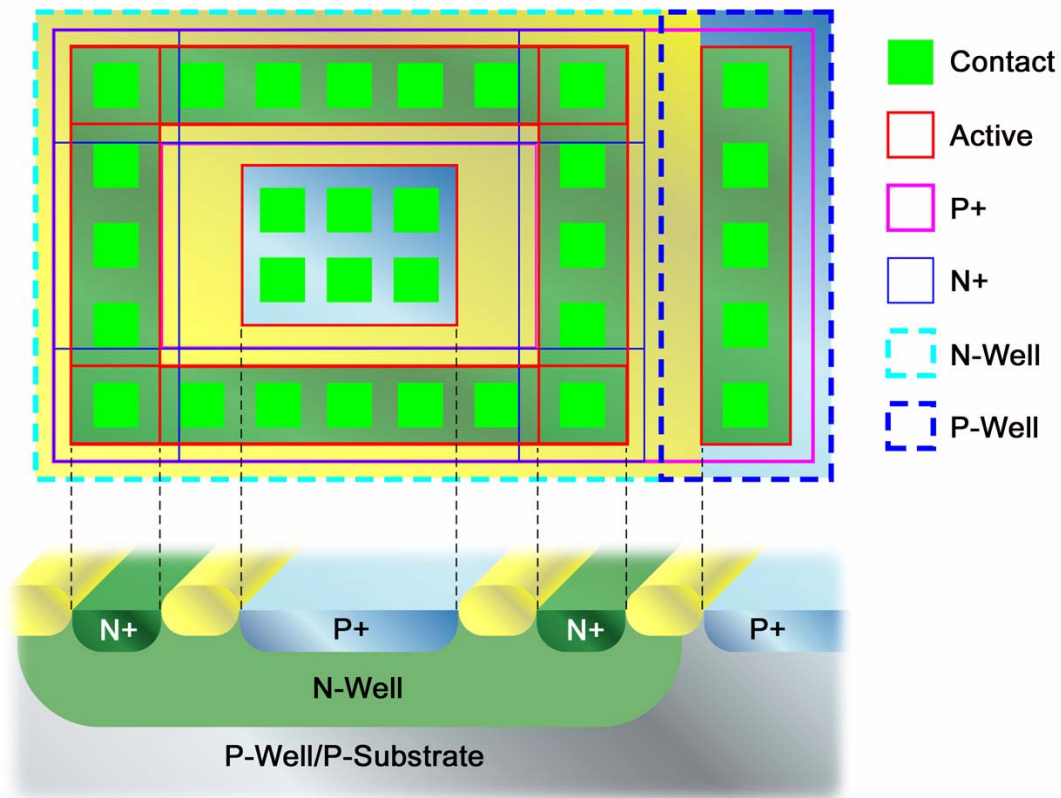 Contact
Active
P+
N+
N-Well
P-Well
N+
P+
N+
P+
N-Well
P-Well/P-Substrate